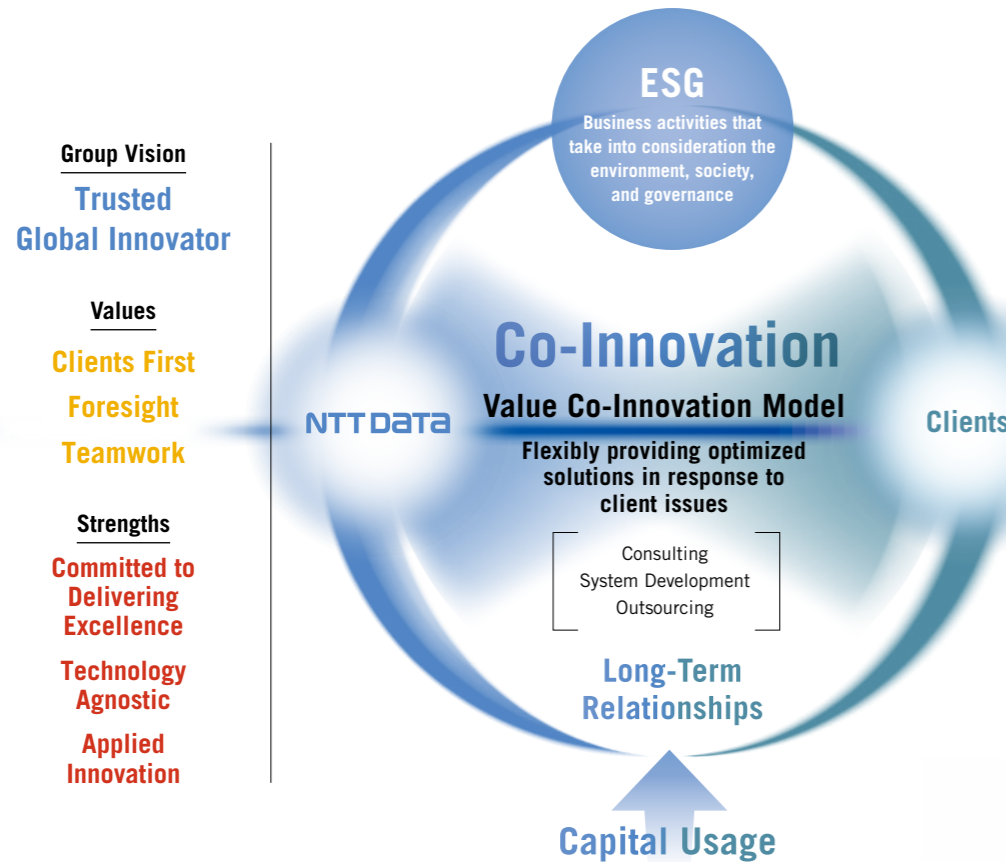 Group Vision
Trusted
Global Innovator
Values
Clients First
Foresight
Teamwork
Strengths
Committed to
Delivering
Excellence
Technology
Agnostic
Applied
Innovation
ESG
Business activities that
take into consideration the
environment, society,
and governance
NTT DATA
Co-Innovation
Value Co-Innovation Model
Flexibly providing optimized
solutions in response to
client issues
Consulting
System Development
Outsourcing
Long-Term
Relationships
Clients
Capital Usage